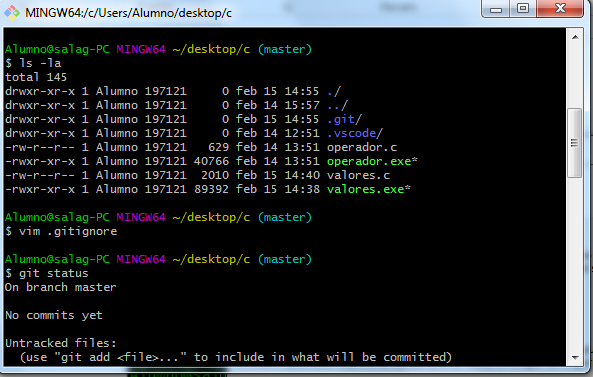 MINGW64:/c/Users/Alumno/desktop/c
Alumno@salag-PC MINGW64 ~/desktop/c (master)
$ ls -la
total 145
drwxr-xr-x 1 Alumno 197121     0 feb 15 14:55 ./
drwxr-xr-x 1 Alumno 197121     0 feb 14 15:57 ../
drwxr-xr-x 1 Alumno 197121     0 feb 15 14:55 .git/
drwxr-xr-x 1 Alumno 197121     0 feb 14 12:51 .vscode/
-rw-r--r-- 1 Alumno 197121   629 feb 14 13:51 operador.c
-rwxr-xr-x 1 Alumno 197121 40766 feb 14 13:51 operador.exe*
-rw-r--r-- 1 Alumno 197121  2010 feb 15 14:40 valores.c
-rwxr-xr-x 1 Alumno 197121 89392 feb 15 14:38 valores.exe*
Alumno@salag-PC MINGW64 ~/desktop/c (master)
$ vim .gitignore
Alumno@salag-PC MINGW64 ~/desktop/c (master)
$ git status
On branch master
No commits yet
Untracked files:
  (use "git add <file>..." to include in what will be committed)